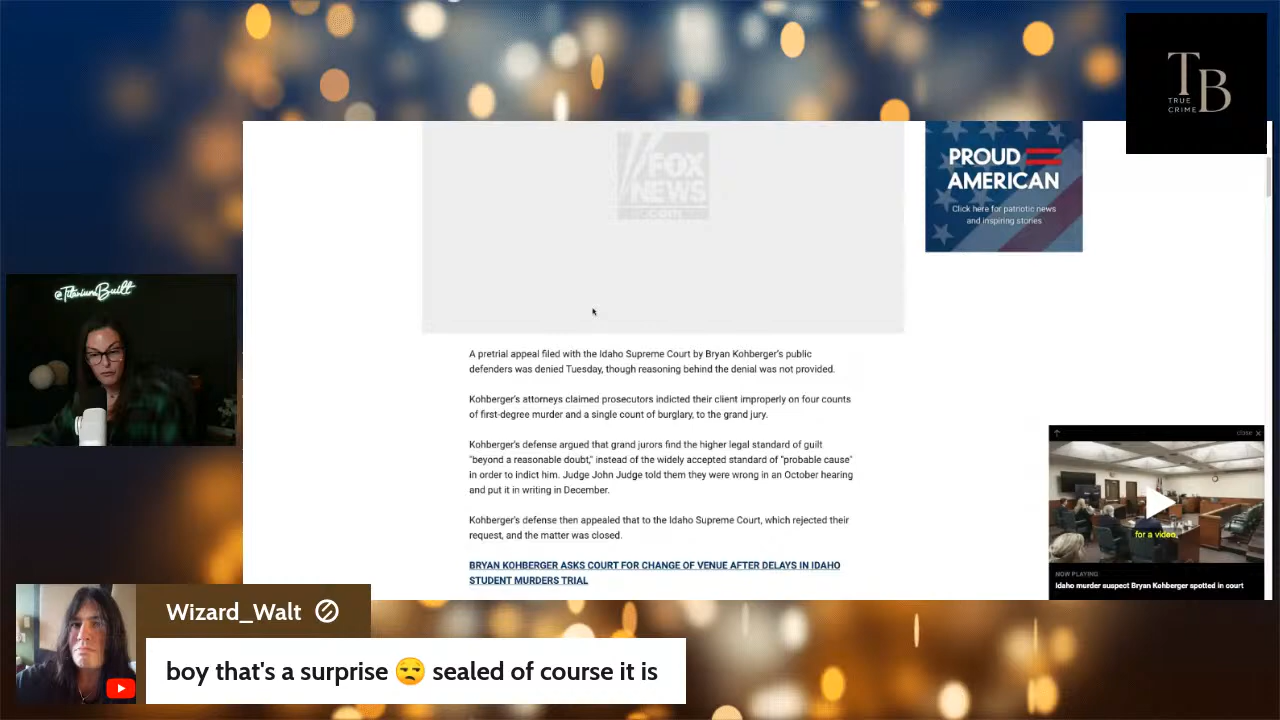 TB
TRUE
CRIME
FOX
NEWS
.com
PROUD
AMERICAN
Click here for patriotic news
and inspiring stories
@TitaniumBuilt
A pretrial appeal filed with the Idaho Supreme Court by Bryan Kohberger's public
defenders was denied Tuesday, though reasoning behind the denial was not provided.
Kohberger's attorneys claimed prosecutors indicted their client improperly on four counts
of first-degree murder and a single count of burglary, to the grand jury.
Kohberger's defense argued that grand jurors find the higher legal standard of guilt
"beyond a reasonable doubt," instead of the widely accepted standard of "probable cause"
in order to indict him. Judge John Judge told them they were wrong in an October hearing
and put it in writing in December.
Kohberger's defense then appealed that to the Idaho Supreme Court, which rejected their
request, and the matter was closed.
BRYAN KOHBERGER ASKS COURT FOR CHANGE OF VENUE AFTER DELAYS IN IDAHO
STUDENT MURDERS TRIAL
close
for a video.
NOW PLAYING
Idaho murder suspect Bryan Kohberger spotted in court
Wizard_Walt
boy that's a surprise 😒 sealed of course it is